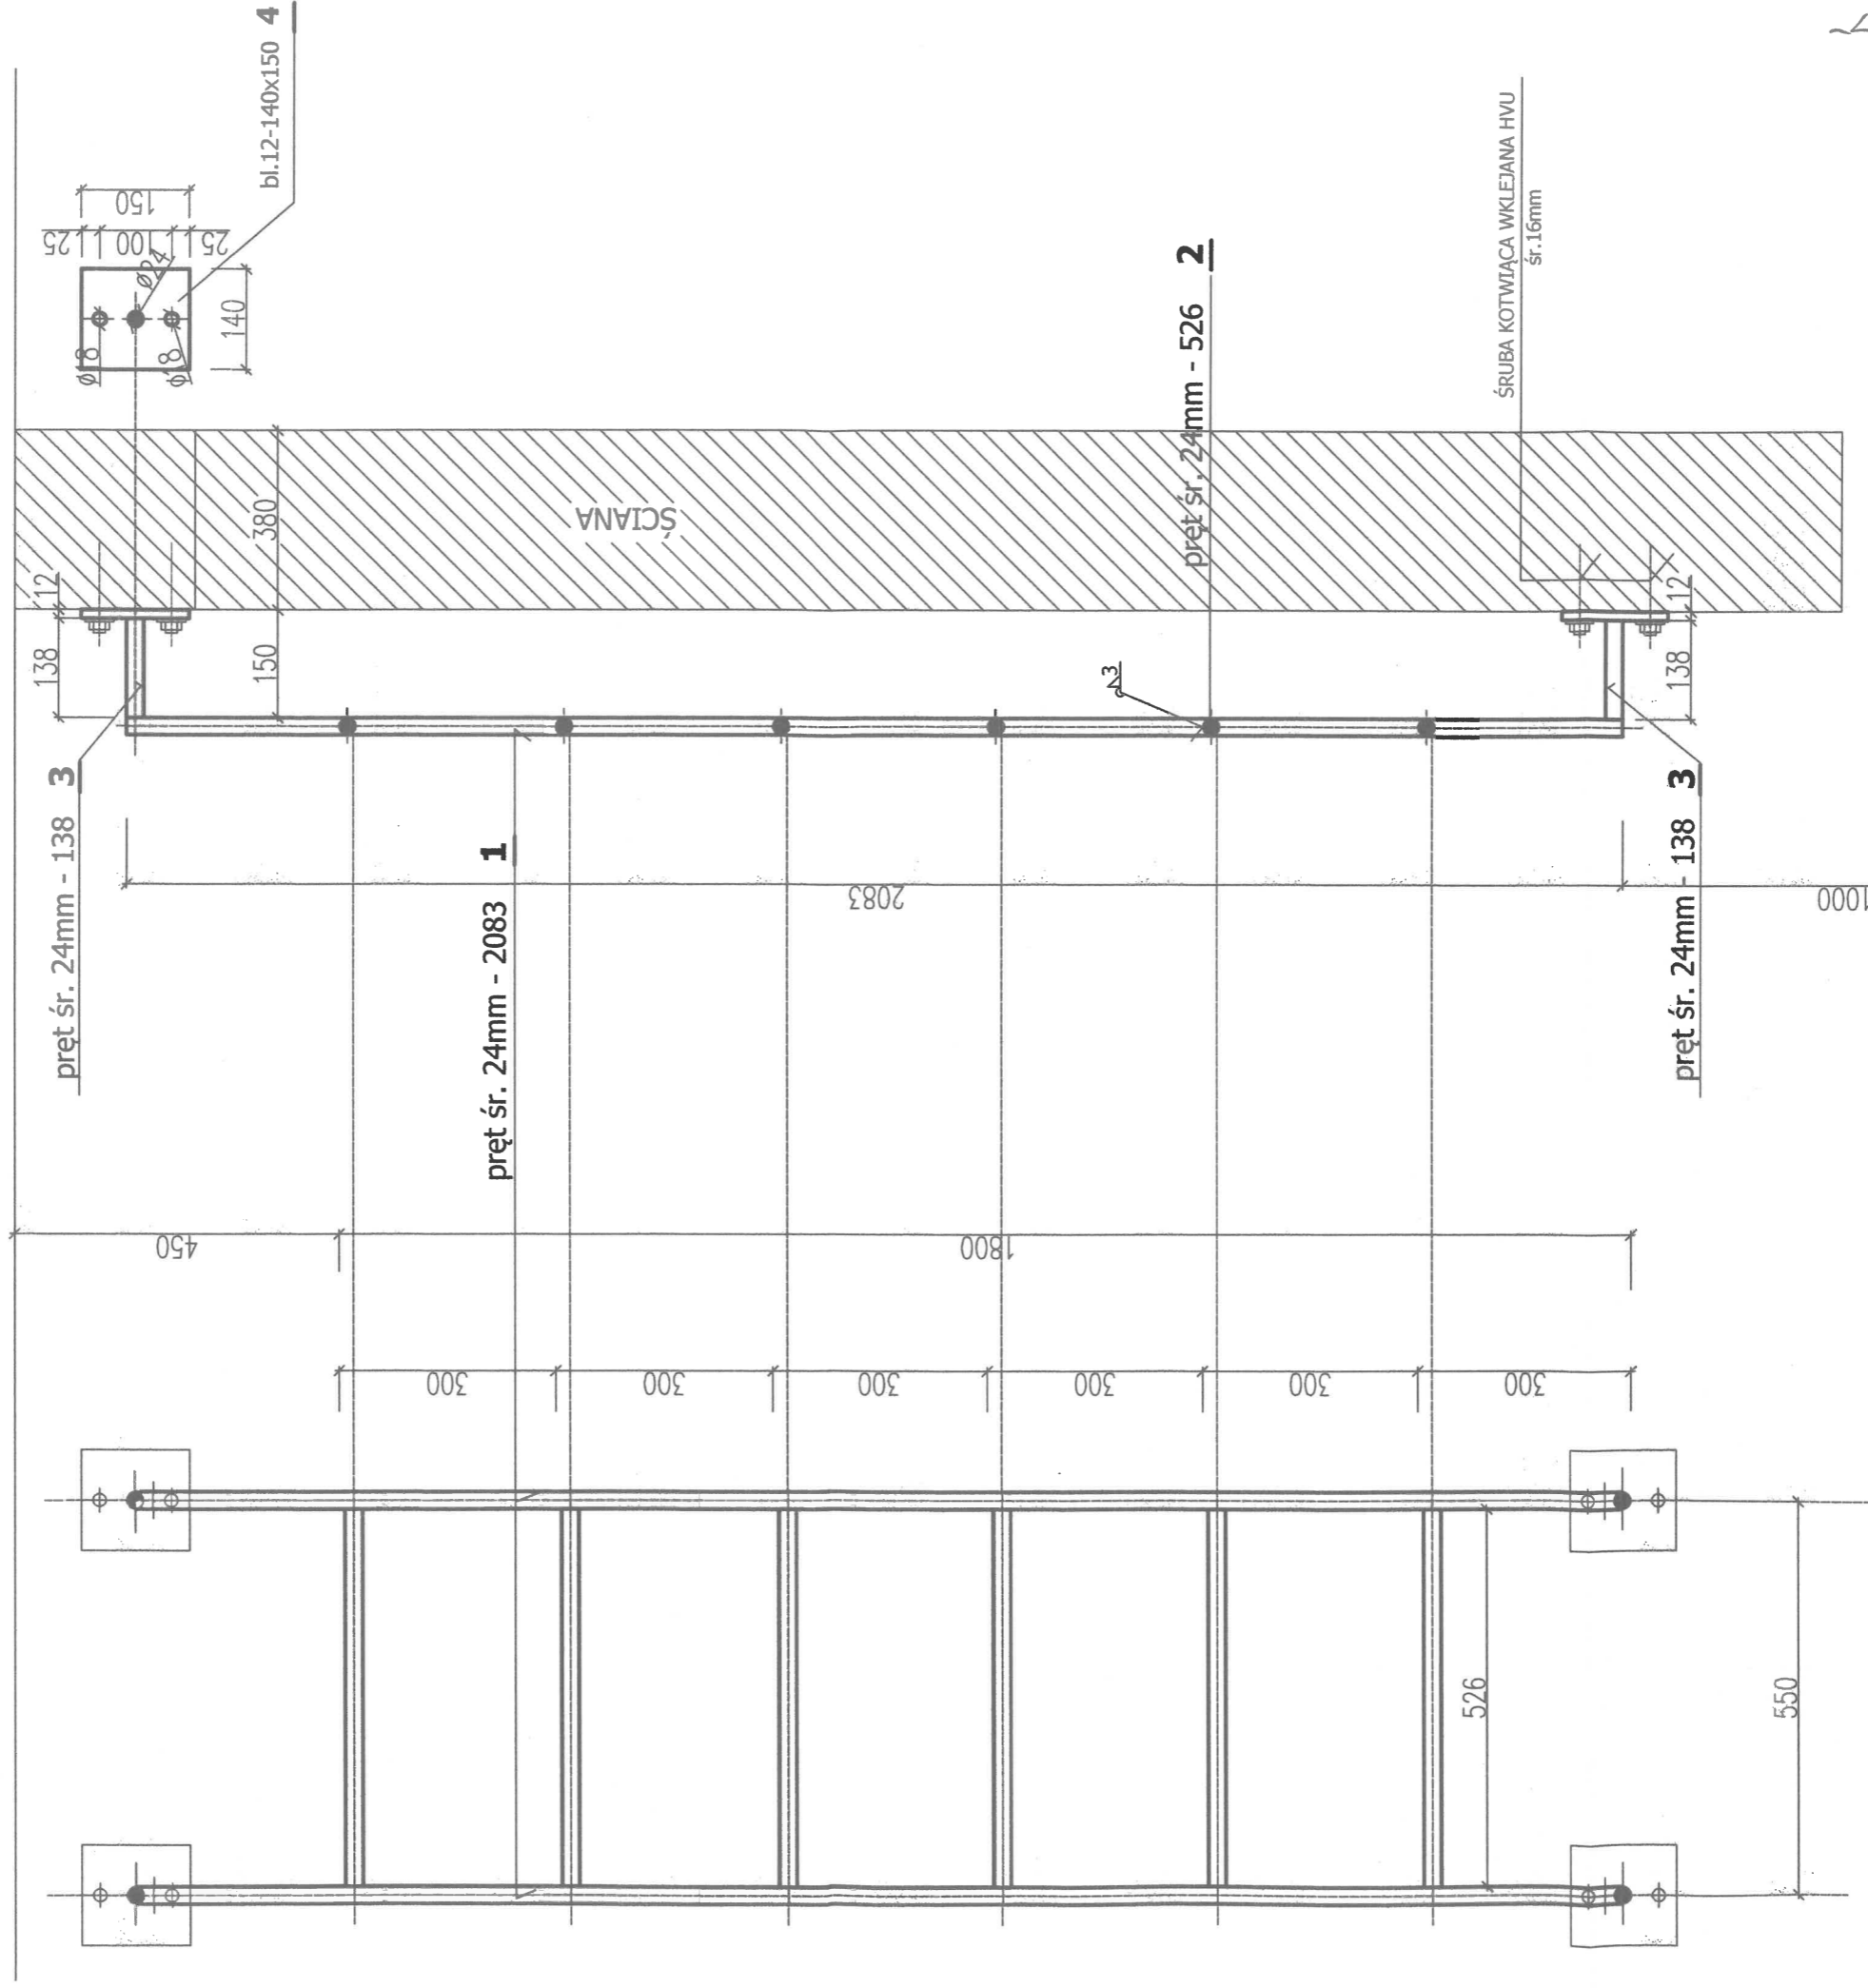 bl.12-140x150 4
150
25
100
25
ø24
ø18
ø18
140
12
138
380
150
ŚCIANA
pręt śr. 24mm - 138 3
pręt śr. 24mm - 2083 1
pręt śr. 24mm - 526 2
3
ŚRUBA KOTWIĄCA WKLEJANA HVU
śr.16mm
12
138
pręt śr. 24mm - 138 3
2083
1000
450
1800
300
300
300
300
300
300
526
550